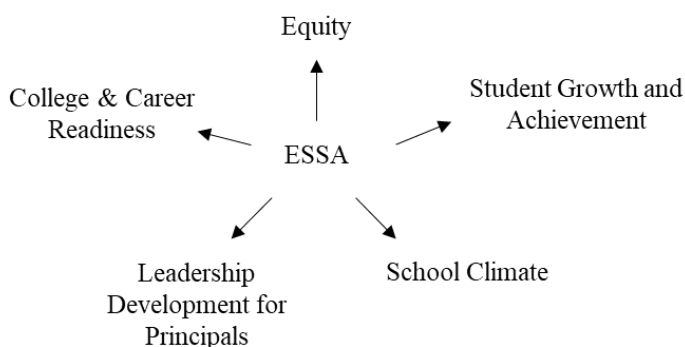 Equity
College & Career
Readiness
Student Growth and
Achievement
ESSA
Leadership
Development for
Principals
School Climate